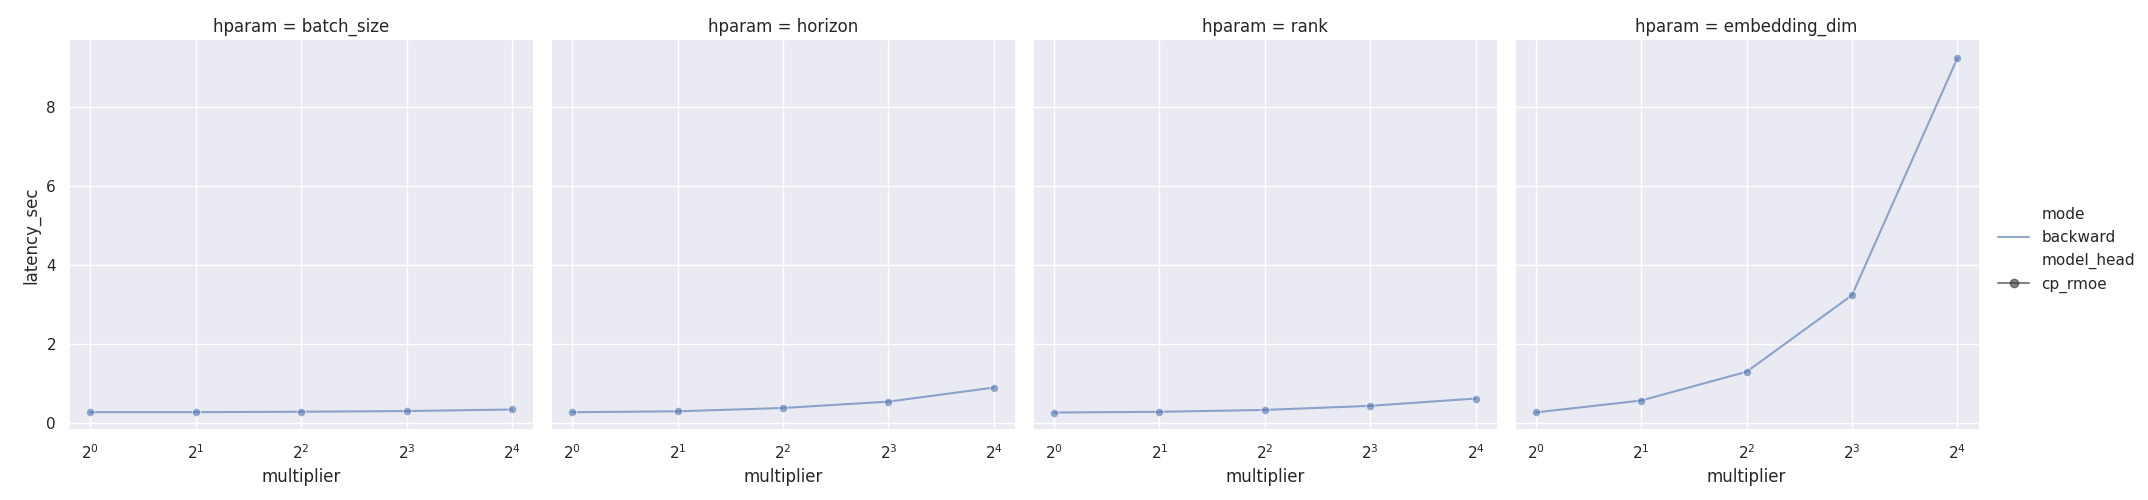 hparam = batch_size
hparam = horizon
hparam = rank
hparam = embedding_dim
latency_sec
8
6
4
2
0
2⁰ 2¹ 2² 2³ 2⁴
multiplier
2⁰ 2¹ 2² 2³ 2⁴
multiplier
2⁰ 2¹ 2² 2³ 2⁴
multiplier
2⁰ 2¹ 2² 2³ 2⁴
multiplier
mode
backward
model_head
cp_rmoe